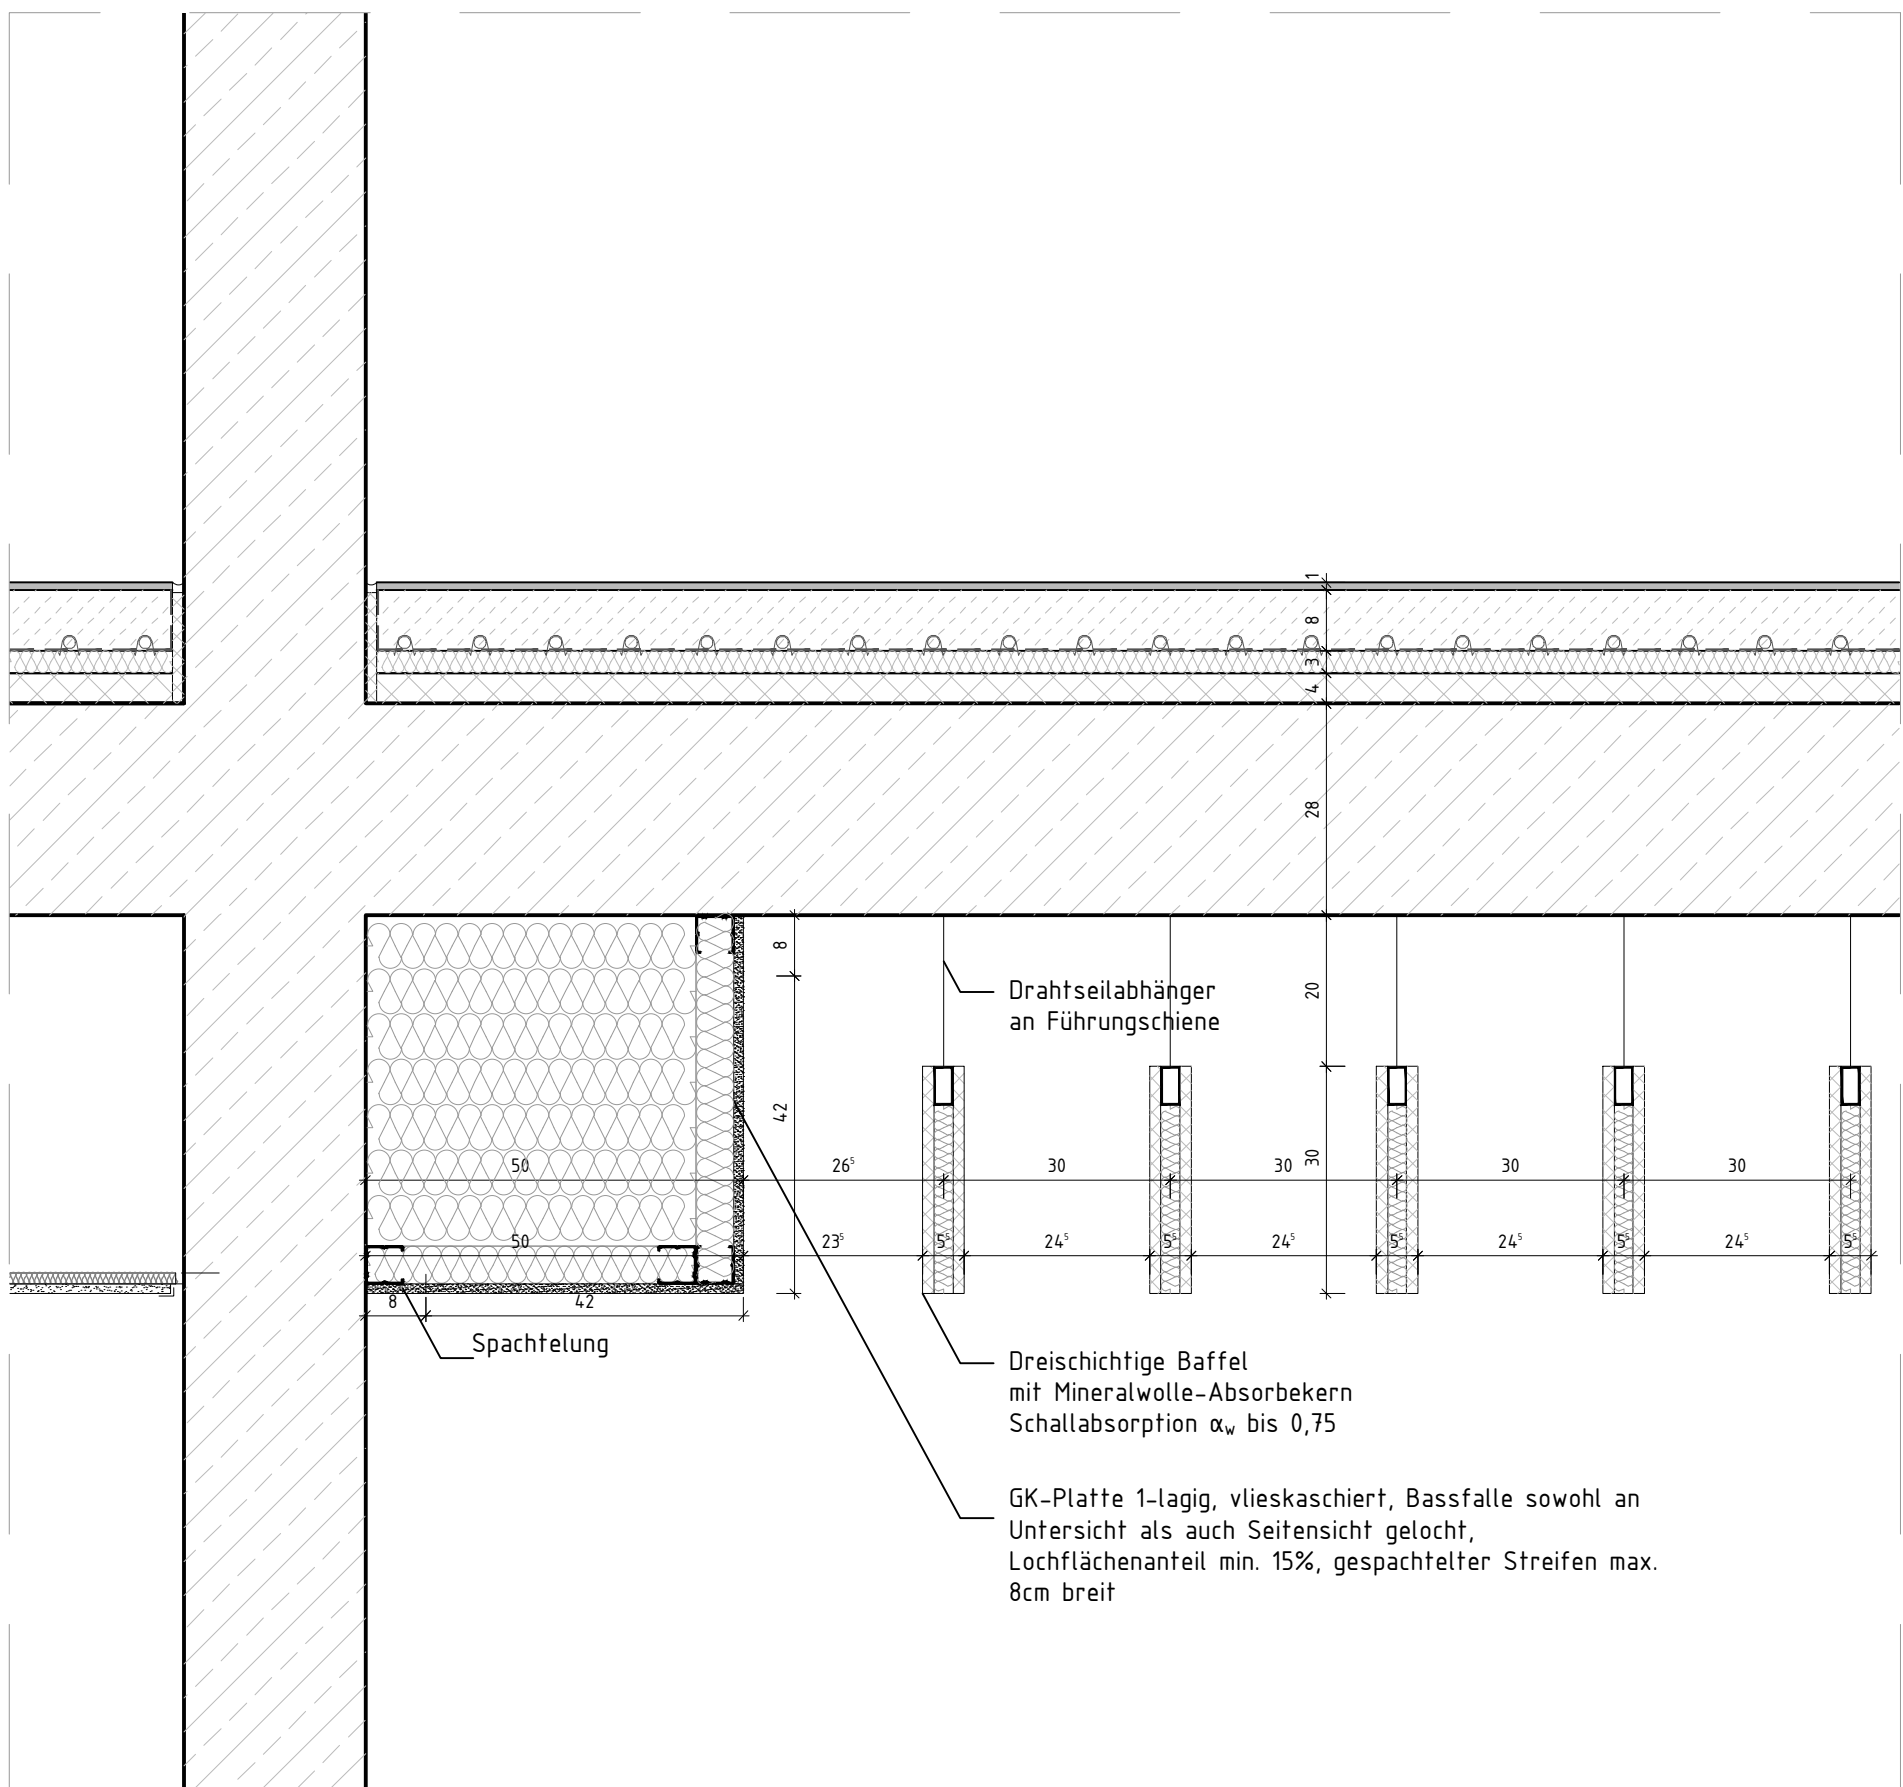 1
8
3
4
28
8
20
Drahtseilabhänger
an Führungschiene
42
50 26⁵ 30 30 30 30 30
50 23⁵ 5⁵ 24⁵ 5⁵ 24⁵ 5⁵ 24⁵ 5⁵ 24⁵ 5⁵
8 42
Spachtelung
Dreischichtige Baffel
mit Mineralwolle-Absorbekern
Schallabsorption αw bis 0,75
GK-Platte 1-lagig, vlieskaschiert, Bassfalle sowohl an
Untersicht als auch Seitensicht gelocht,
Lochflächenanteil min. 15%, gespachtelter Streifen max.
8cm breit